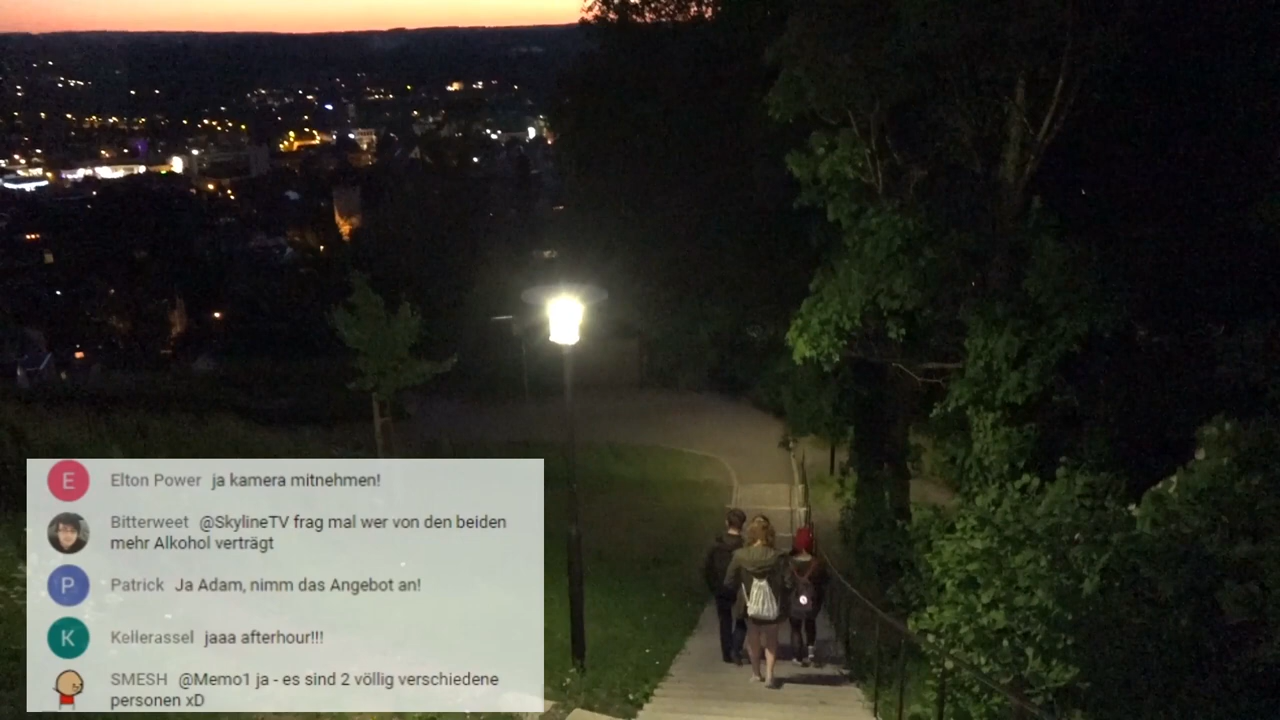 E Elton Power ja kamera mitnehmen!
Bitterweet @SkylineTV frag mal wer von den beiden
mehr Alkohol verträgt
P Patrick Ja Adam, nimm das Angebot an!
K Kellerassel jaaa afterhour!!!
SMESH @Memo1 ja - es sind 2 völlig verschiedene
personen xD